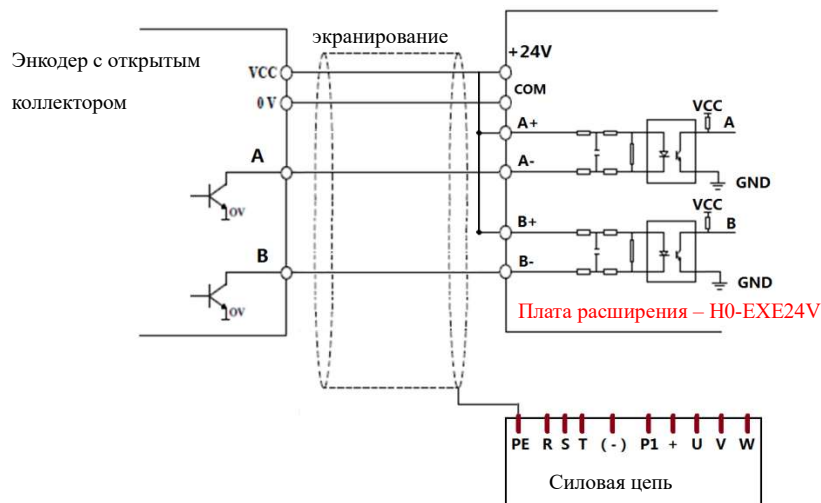 экранирование
Энкодер с открытым
коллектором
VCC
0 V
A
0V
B
0V
+24V
COM
A+
A-
VCC
A
GND
B+
B-
VCC
B
GND
Плата расширения – H0-EXE24V
PE R S T (-) P1 + U V W
Силовая цепь